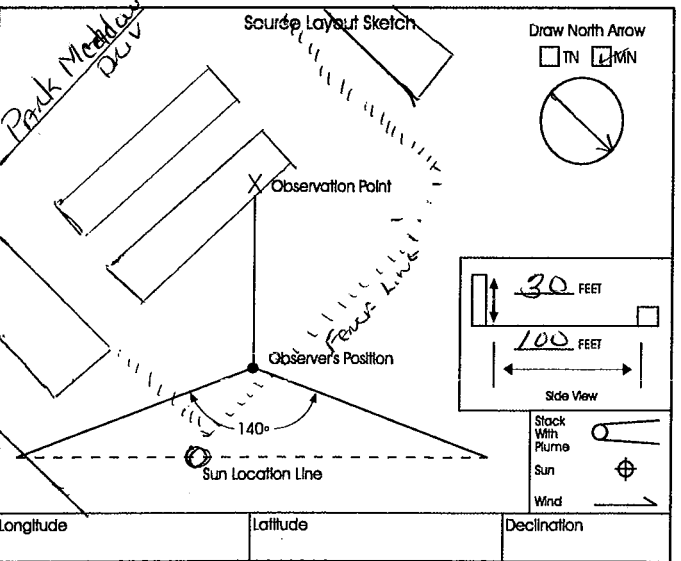 Source Layout Sketch
Draw North Arrow
TN MN
Park Meadow
X Observation Point
Fence Line
30 FEET
100 FEET
Side View
Observer's Position
140°
Sun Location Line
Stack
With
Plume
Sun
Wind
Longitude
Latitude
Declination